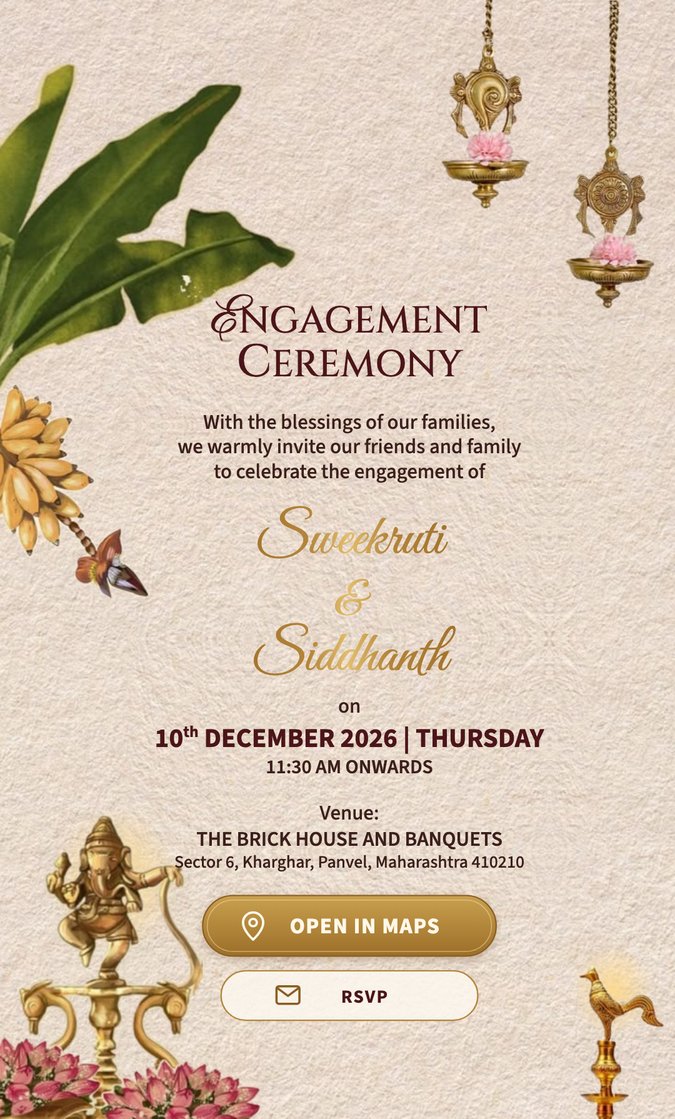 ENGAGEMENT
CEREMONY
With the blessings of our families,
we warmly invite our friends and family
to celebrate the engagement of
Sweekruti
&
Siddhanth
on
10th DECEMBER 2026 | THURSDAY
11:30 AM ONWARDS
Venue:
THE BRICK HOUSE AND BANQUETS
Sector 6, Kharghar, Panvel, Maharashtra 410210
OPEN IN MAPS
RSVP